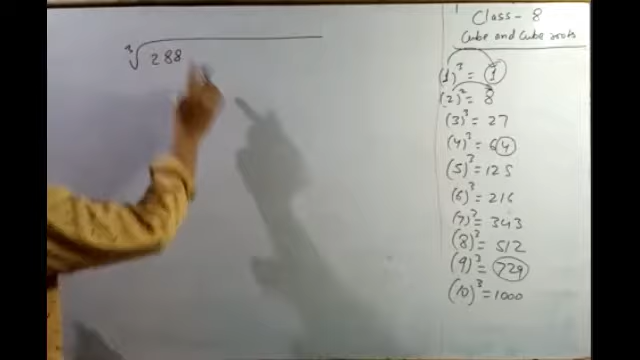 ∛288
Class - 8
Cube and Cube roots
(1)³ = 1
(2)³ = 8
(3)³ = 27
(4)³ = 64
(5)³ = 125
(6)³ = 216
(7)³ = 343
(8)³ = 512
(9)³ = 729
(10)³ = 1000